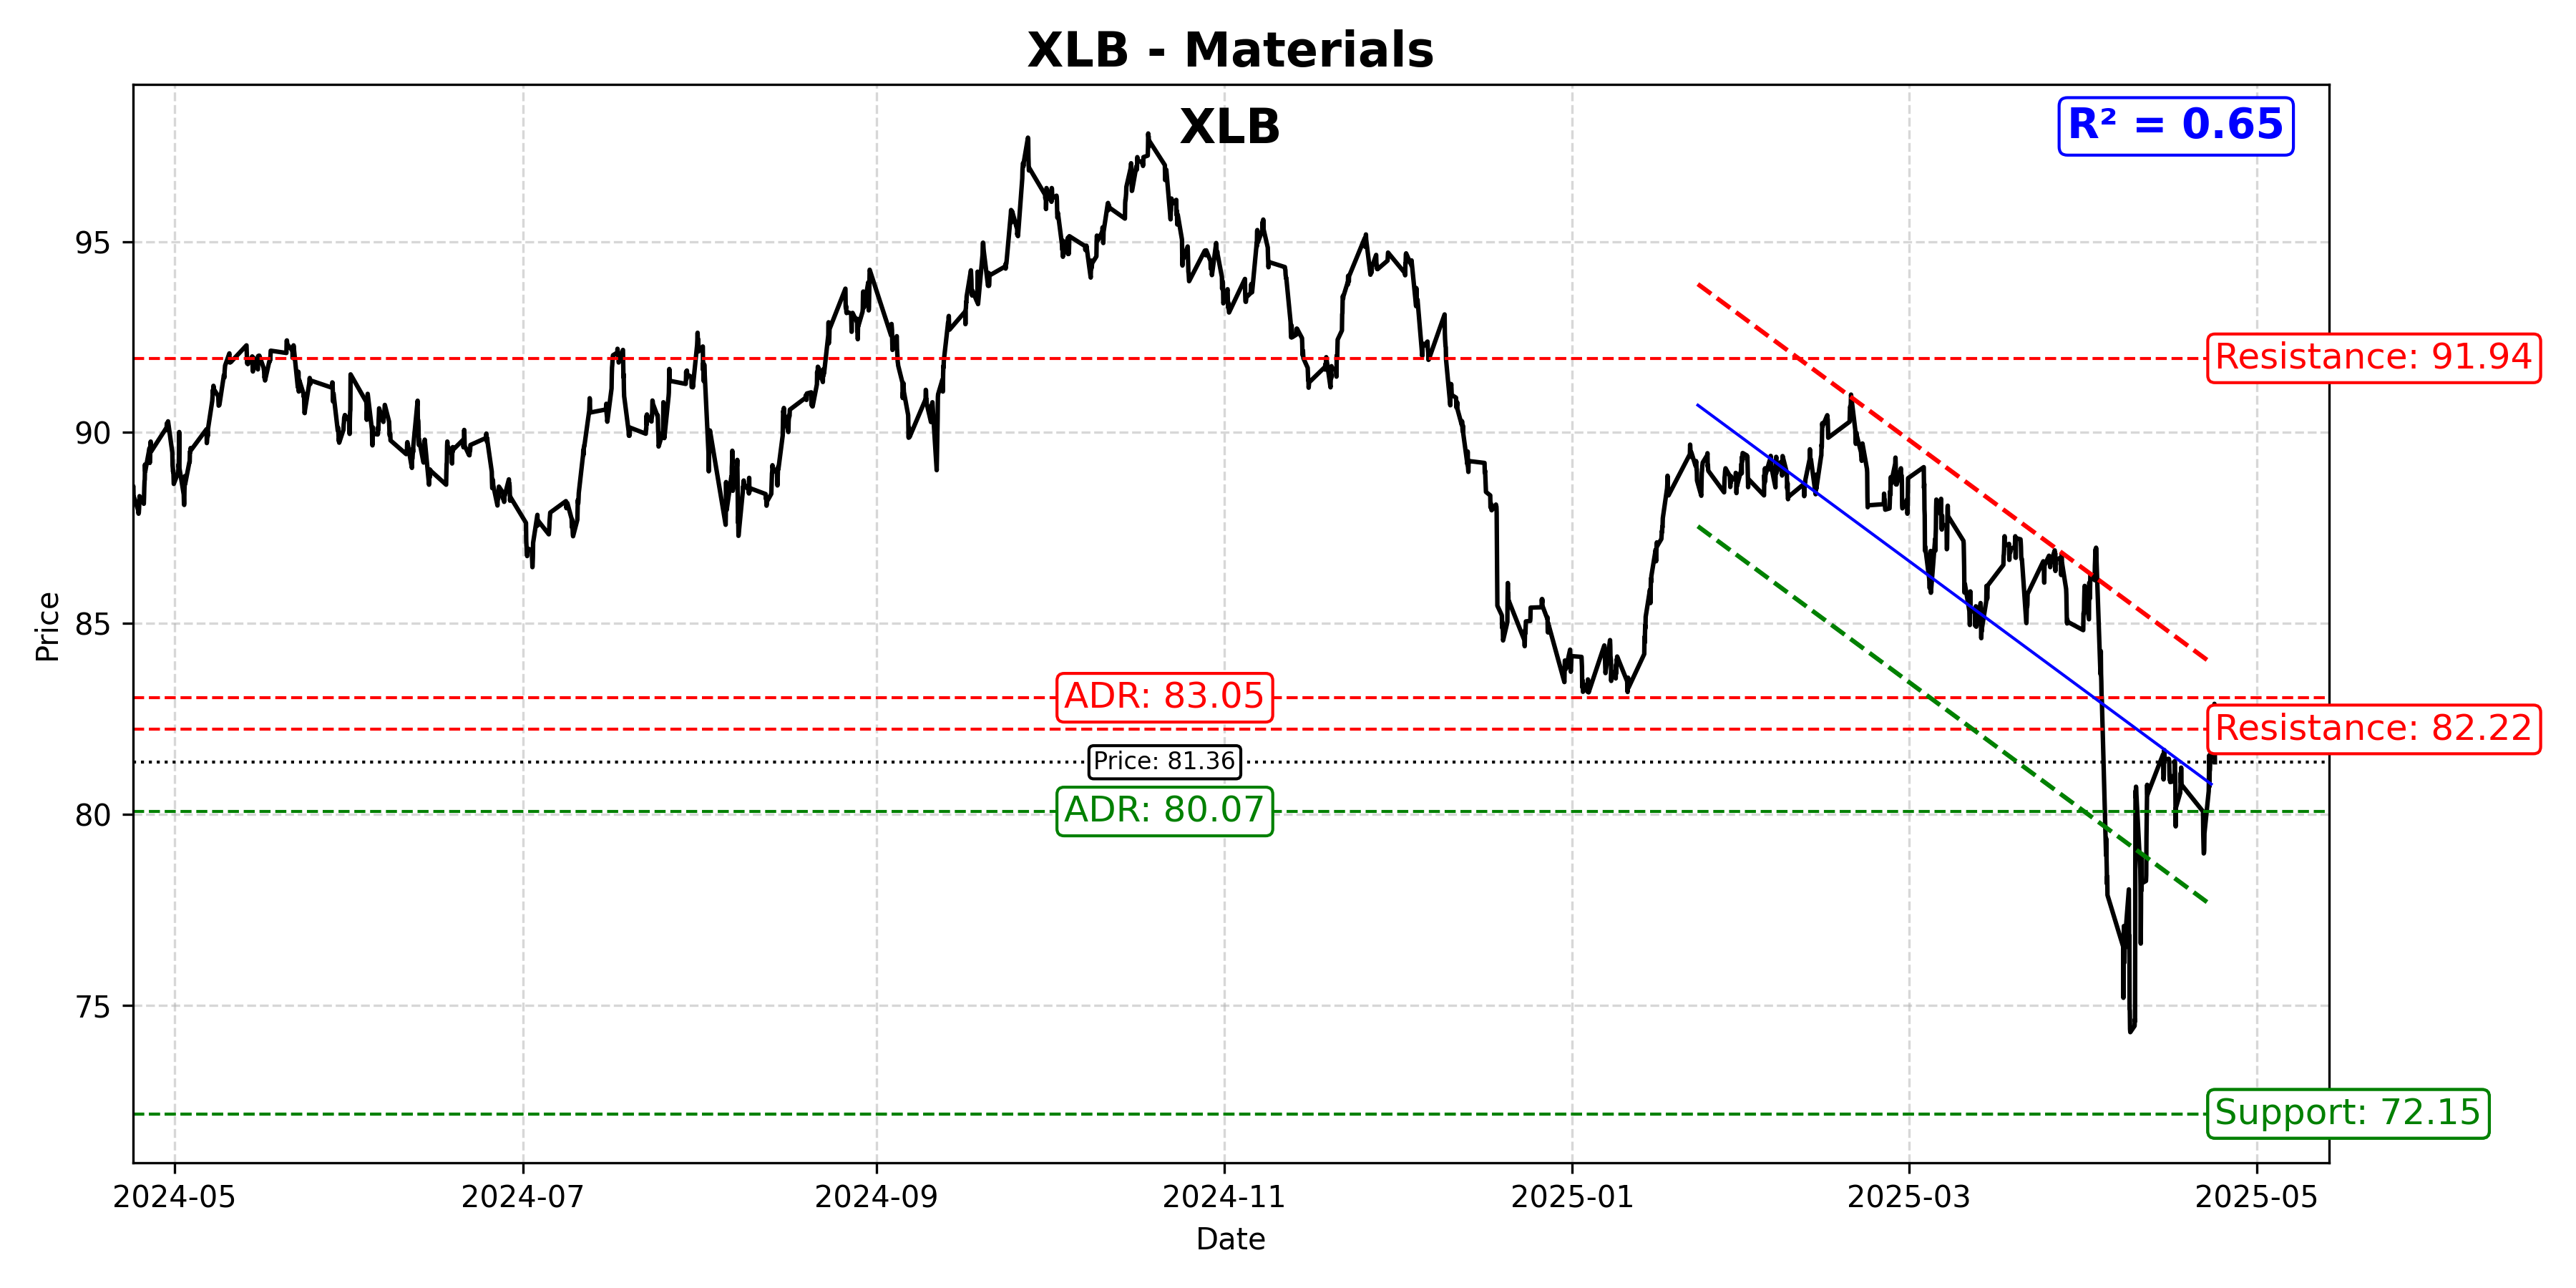 XLB - Materials
XLB
R² = 0.65
95
90
85
80
75
Price
Resistance: 91.94
ADR: 83.05
Resistance: 82.22
Price: 81.36
ADR: 80.07
Support: 72.15
2024-05
2024-07
2024-09
2024-11
2025-01
2025-03
2025-05
Date